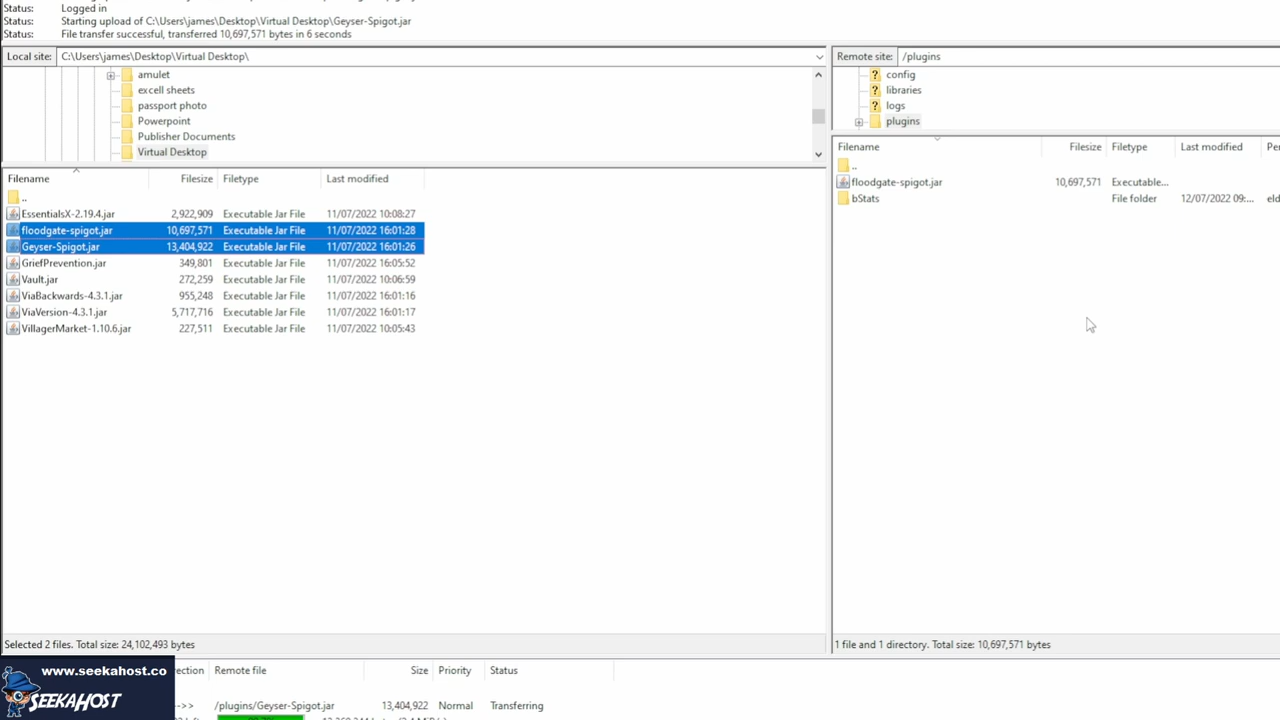 Status: Logged in
Status: Starting upload of C:\Users\james\Desktop\Virtual Desktop\Geyser-Spigot.jar
Status: File transfer successful, transferred 10,697,571 bytes in 6 seconds
Local site: C:\Users\james\Desktop\Virtual Desktop\
amulet
excell sheets
passport photo
Powerpoint
Publisher Documents
Virtual Desktop
Filename Filesize Filetype Last modified
..
EssentialsX-2.19.4.jar 2,922,909 Executable Jar File 11/07/2022 10:08:27
floodgate-spigot.jar 10,697,571 Executable Jar File 11/07/2022 16:01:28
Geyser-Spigot.jar 13,404,922 Executable Jar File 11/07/2022 16:01:26
GriefPrevention.jar 349,801 Executable Jar File 11/07/2022 16:05:52
Vault.jar 272,259 Executable Jar File 11/07/2022 10:06:59
ViaBackwards-4.3.1.jar 955,248 Executable Jar File 11/07/2022 16:01:16
ViaVersion-4.3.1.jar 5,717,716 Executable Jar File 11/07/2022 16:01:17
VillagerMarket-1.10.6.jar 227,511 Executable Jar File 11/07/2022 10:05:43
Selected 2 files. Total size: 24,102,493 bytes
Remote site: /plugins
config
libraries
logs
plugins
Filename Filesize Filetype Last modified Pe
..
floodgate-spigot.jar 10,697,571 Executable...
bStats File folder 12/07/2022 09:... eld
1 file and 1 directory. Total size: 10,697,571 bytes
ection Remote file Size Priority Status
-->> /plugins/Geyser-Spigot.jar 13,404,922 Normal Transferring
www.seekahost.co
SEEKAHOST